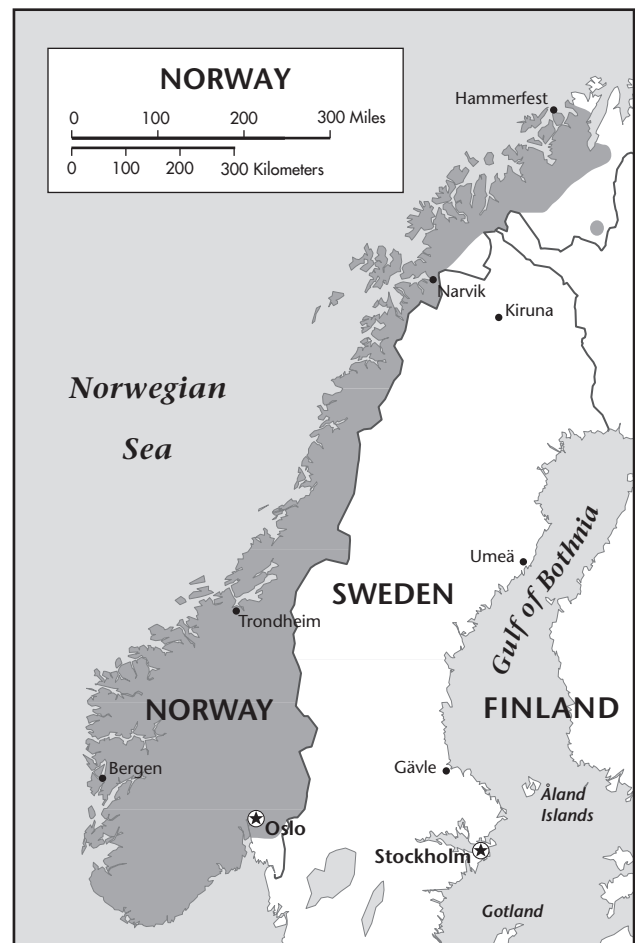 NORWAY
0 100 200 300 Miles
0 100 200 300 Kilometers
Hammerfest
Narvik
Kiruna
Norwegian
Sea
Umeä
Gulf of Bothnia
SWEDEN
Trondheim
NORWAY
FINLAND
Bergen
Gävle
Åland
Islands
Oslo
Stockholm
Gotland